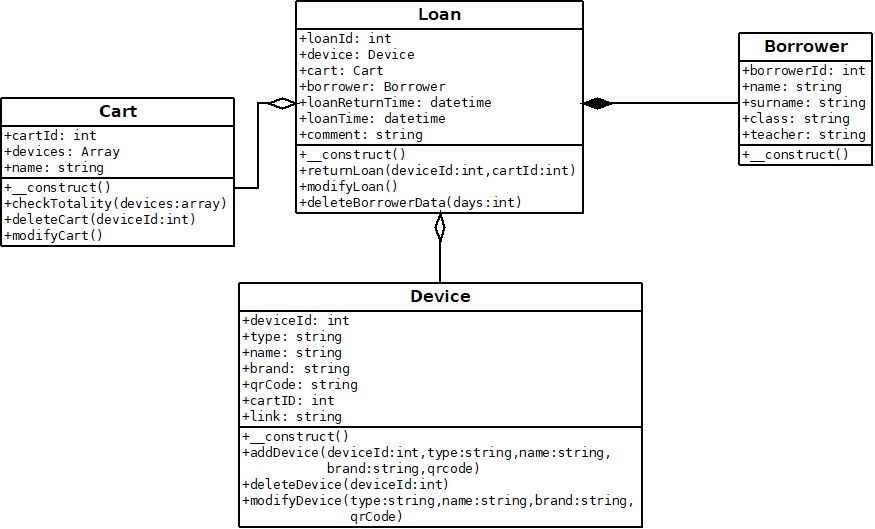 Loan
+loanId: int
+device: Device
+cart: Cart
+borrower: Borrower
+loanReturnTime: datetime
+loanTime: datetime
+comment: string
+__construct()
+returnLoan(deviceId:int,cartId:int)
+modifyLoan()
+deleteBorrowerData(days:int)
Borrower
+borrowerId: int
+name: string
+surname: string
+class: string
+teacher: string
+__construct()
Cart
+cartId: int
+devices: Array
+name: string
+__construct()
+checkTotality(devices:array)
+deleteCart(deviceId:int)
+modifyCart()
Device
+deviceId: int
+type: string
+name: string
+brand: string
+qrCode: string
+cartID: int
+link: string
+__construct()
+addDevice(deviceId:int,type:string,name:string,
brand:string,qrcode)
+deleteDevice(deviceId:int)
+modifyDevice(type:string,name:string,brand:string,
qrCode)